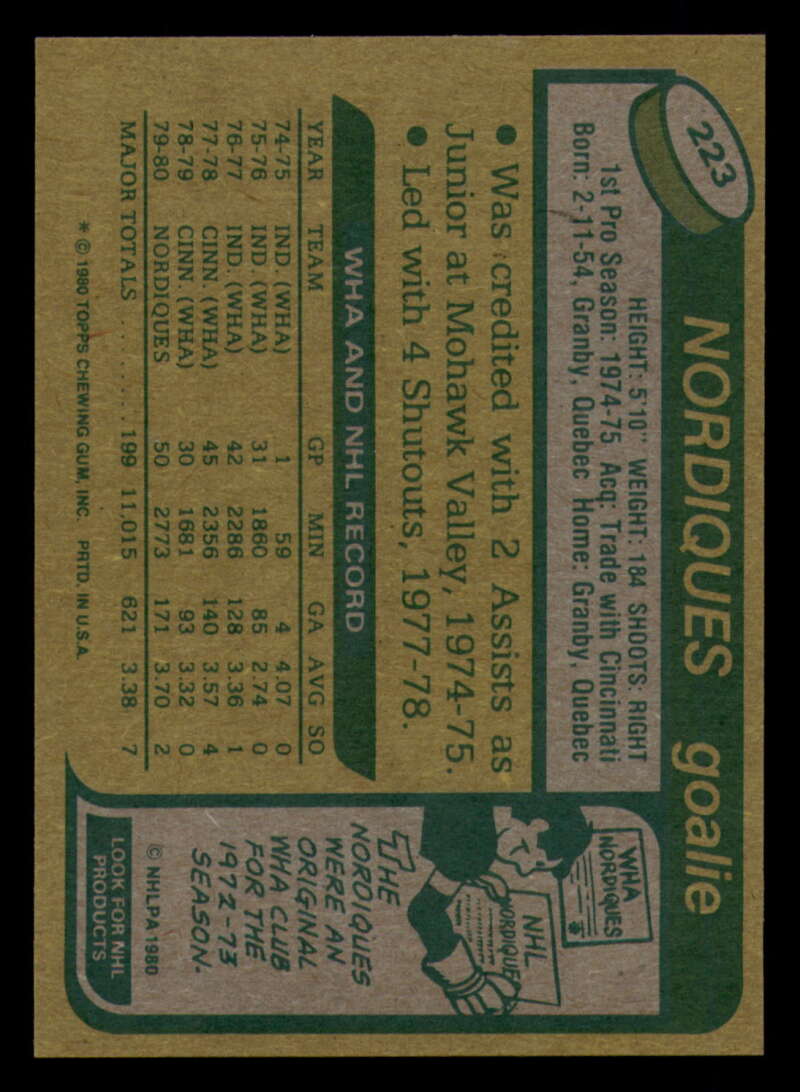 223
NORDIQUES goalie
HEIGHT: 5'10" WEIGHT: 184 SHOOTS: RIGHT
1st Pro Season: 1974-75 Acq: Trade with Cincinnati
Born: 2-11-54, Granby, Quebec Home: Granby, Quebec
● Was credited with 2 Assists as
Junior at Mohawk Valley, 1974-75.
● Led with 4 Shutouts, 1977-78.
WHA AND NHL RECORD
YEAR TEAM GP MIN GA AVG SO
74-75 IND. (WHA) 1 59 4 4.07 0
75-76 IND. (WHA) 31 1860 85 2.74 0
76-77 IND. (WHA) 42 2286 128 3.36 1
77-78 CINN. (WHA) 45 2356 140 3.57 4
78-79 CINN. (WHA) 30 1681 93 3.32 0
79-80 NORDIQUES 50 2773 171 3.70 2
MAJOR TOTALS . . . . . . . . 199 11,015 621 3.38 7
* © 1980 TOPPS CHEWING GUM, INC. PRTD. IN U.S.A.
WHA
NORDIQUES
NHL
NORDIQUE
THE
NORDIQUES
WERE AN
ORIGINAL
WHA CLUB
FOR THE
1972-73
SEASON.
© NHLPA 1980
LOOK FOR NHL
PRODUCTS